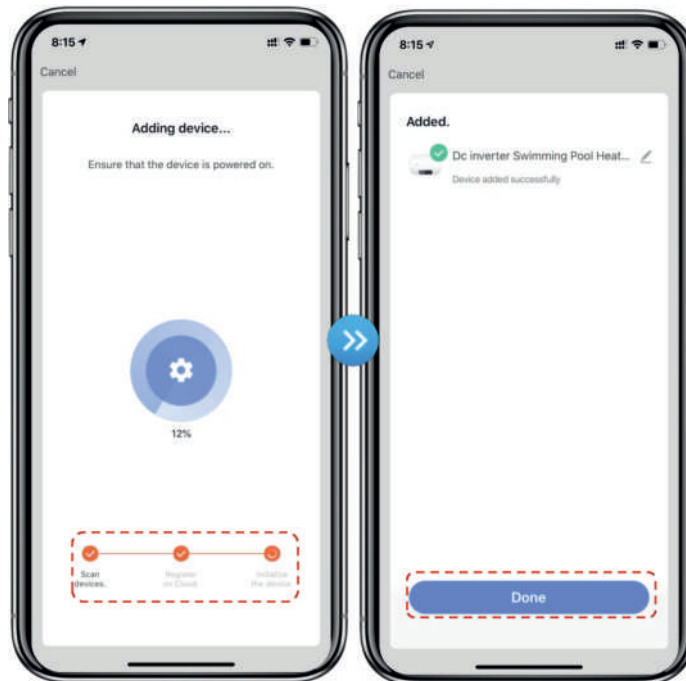 8:15
Cancel
Adding device...
Ensure that the device is powered on.
12%
Scan
devices.
Register
on Cloud.
Initialize
the device.
8:15
Cancel
Added.
Dc inverter Swimming Pool Heat...
Device added successfully
Done